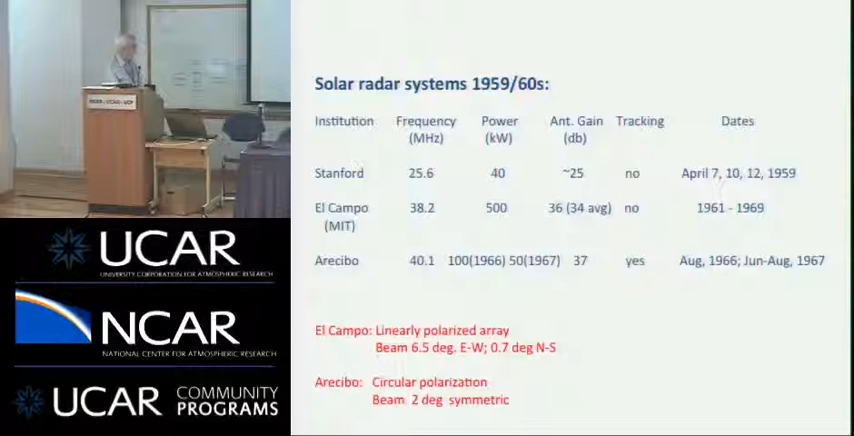 Solar radar systems 1959/60s:
Institution Frequency (MHz) Power (kW) Ant. Gain (db) Tracking Dates
Stanford 25.6 40 ~25 no April 7, 10, 12, 1959
El Campo (MIT) 38.2 500 36 (34 avg) no 1961 - 1969
Arecibo 40.1 100(1966) 50(1967) 37 yes Aug, 1966; Jun-Aug, 1967
El Campo: Linearly polarized array
Beam 6.5 deg. E-W; 0.7 deg N-S
Arecibo: Circular polarization
Beam 2 deg symmetric
UCAR
UNIVERSITY CORPORATION FOR ATMOSPHERIC RESEARCH
NCAR
NATIONAL CENTER FOR ATMOSPHERIC RESEARCH
UCAR COMMUNITY PROGRAMS